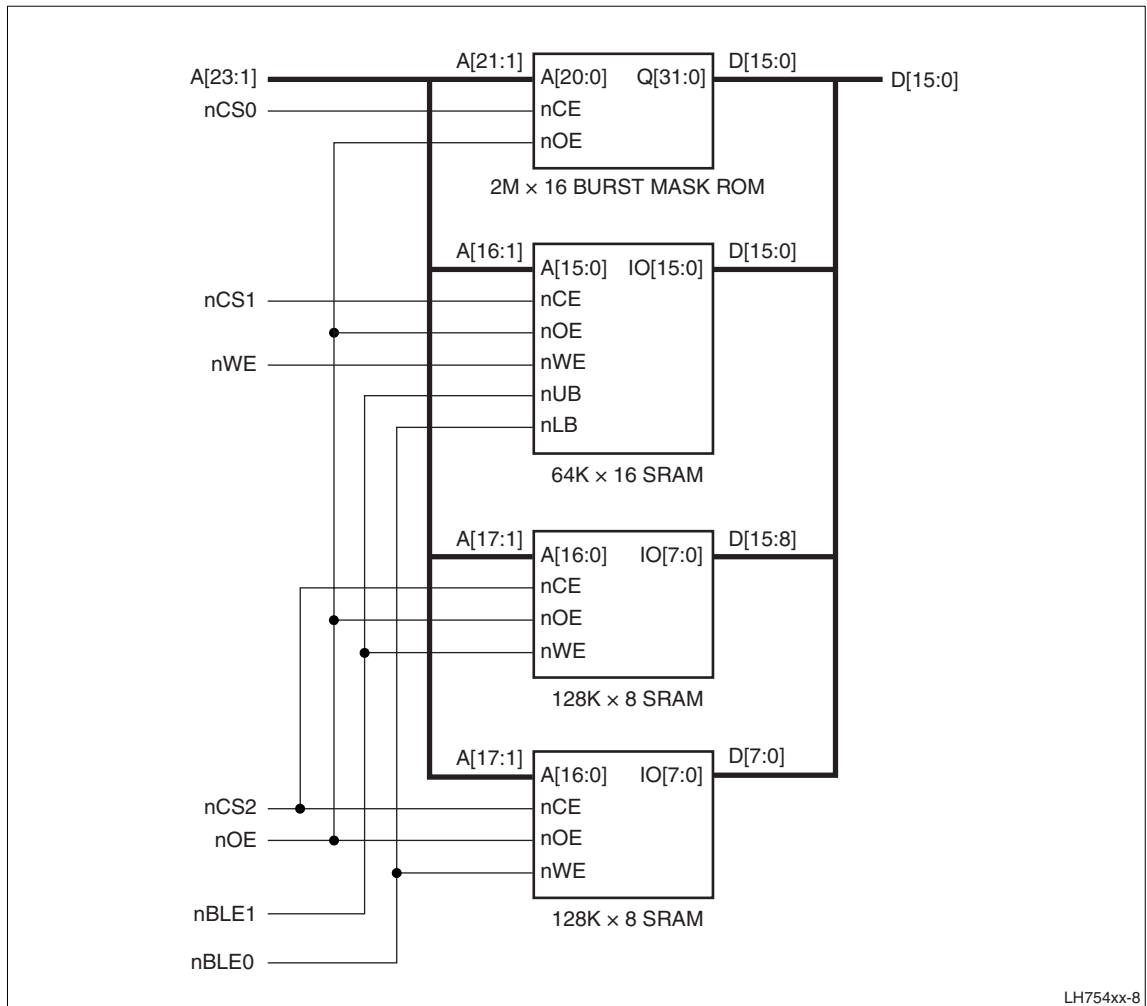 A[21:1] D[15:0]
A[23:1] A[20:0] Q[31:0] D[15:0]
nCS0 nCE
nOE
2M × 16 BURST MASK ROM
A[16:1] D[15:0]
A[15:0] IO[15:0]
nCS1 nCE
nOE
nWE nWE
nUB
nLB
64K × 16 SRAM
A[17:1] D[15:8]
A[16:0] IO[7:0]
nCE
nOE
nWE
128K × 8 SRAM
A[17:1] D[7:0]
A[16:0] IO[7:0]
nCS2 nCE
nOE nOE
nWE
nBLE1
128K × 8 SRAM
nBLE0
LH754xx-8